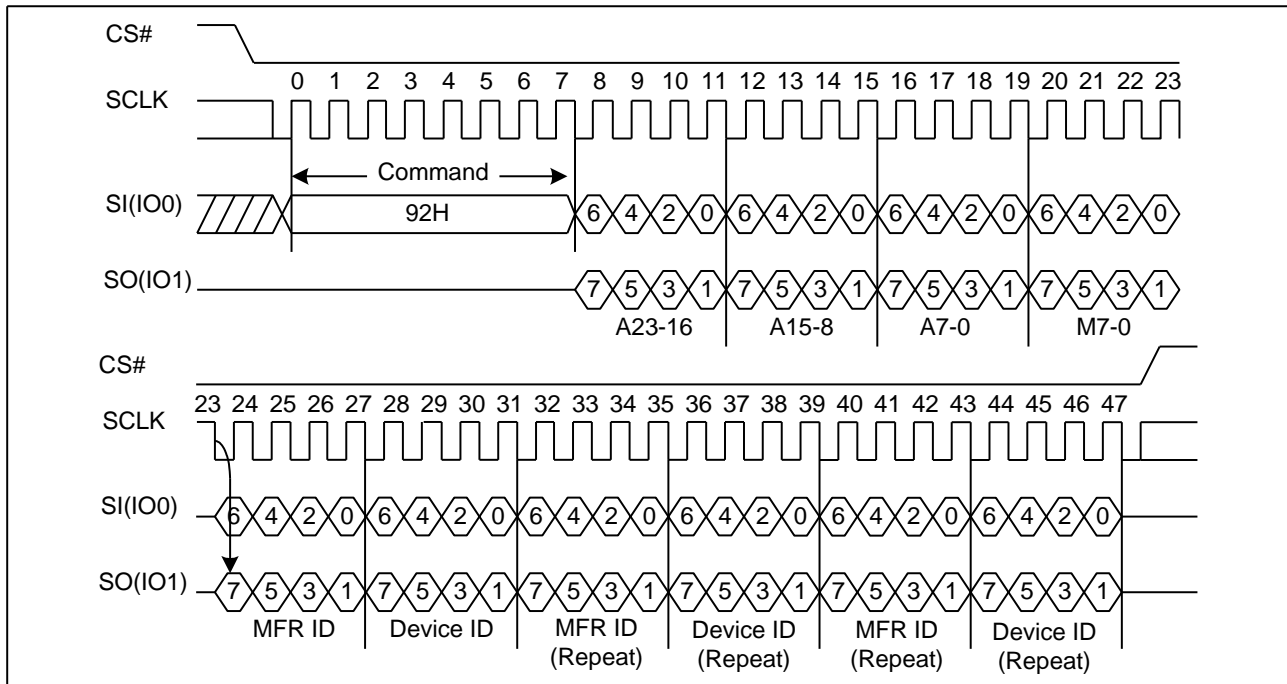 CS#
0 1 2 3 4 5 6 7 8 9 10 11 12 13 14 15 16 17 18 19 20 21 22 23
SCLK
Command
SI(IO0)
92H
6 4 2 0 6 4 2 0 6 4 2 0 6 4 2 0
SO(IO1)
7 5 3 1 7 5 3 1 7 5 3 1 7 5 3 1
A23-16 A15-8 A7-0 M7-0
CS#
23 24 25 26 27 28 29 30 31 32 33 34 35 36 37 38 39 40 41 42 43 44 45 46 47
SCLK
SI(IO0)
6 4 2 0 6 4 2 0 6 4 2 0 6 4 2 0 6 4 2 0 6 4 2 0
SO(IO1)
7 5 3 1 7 5 3 1 7 5 3 1 7 5 3 1 7 5 3 1 7 5 3 1
MFR ID Device ID MFR ID Device ID MFR ID Device ID
(Repeat) (Repeat) (Repeat) (Repeat)